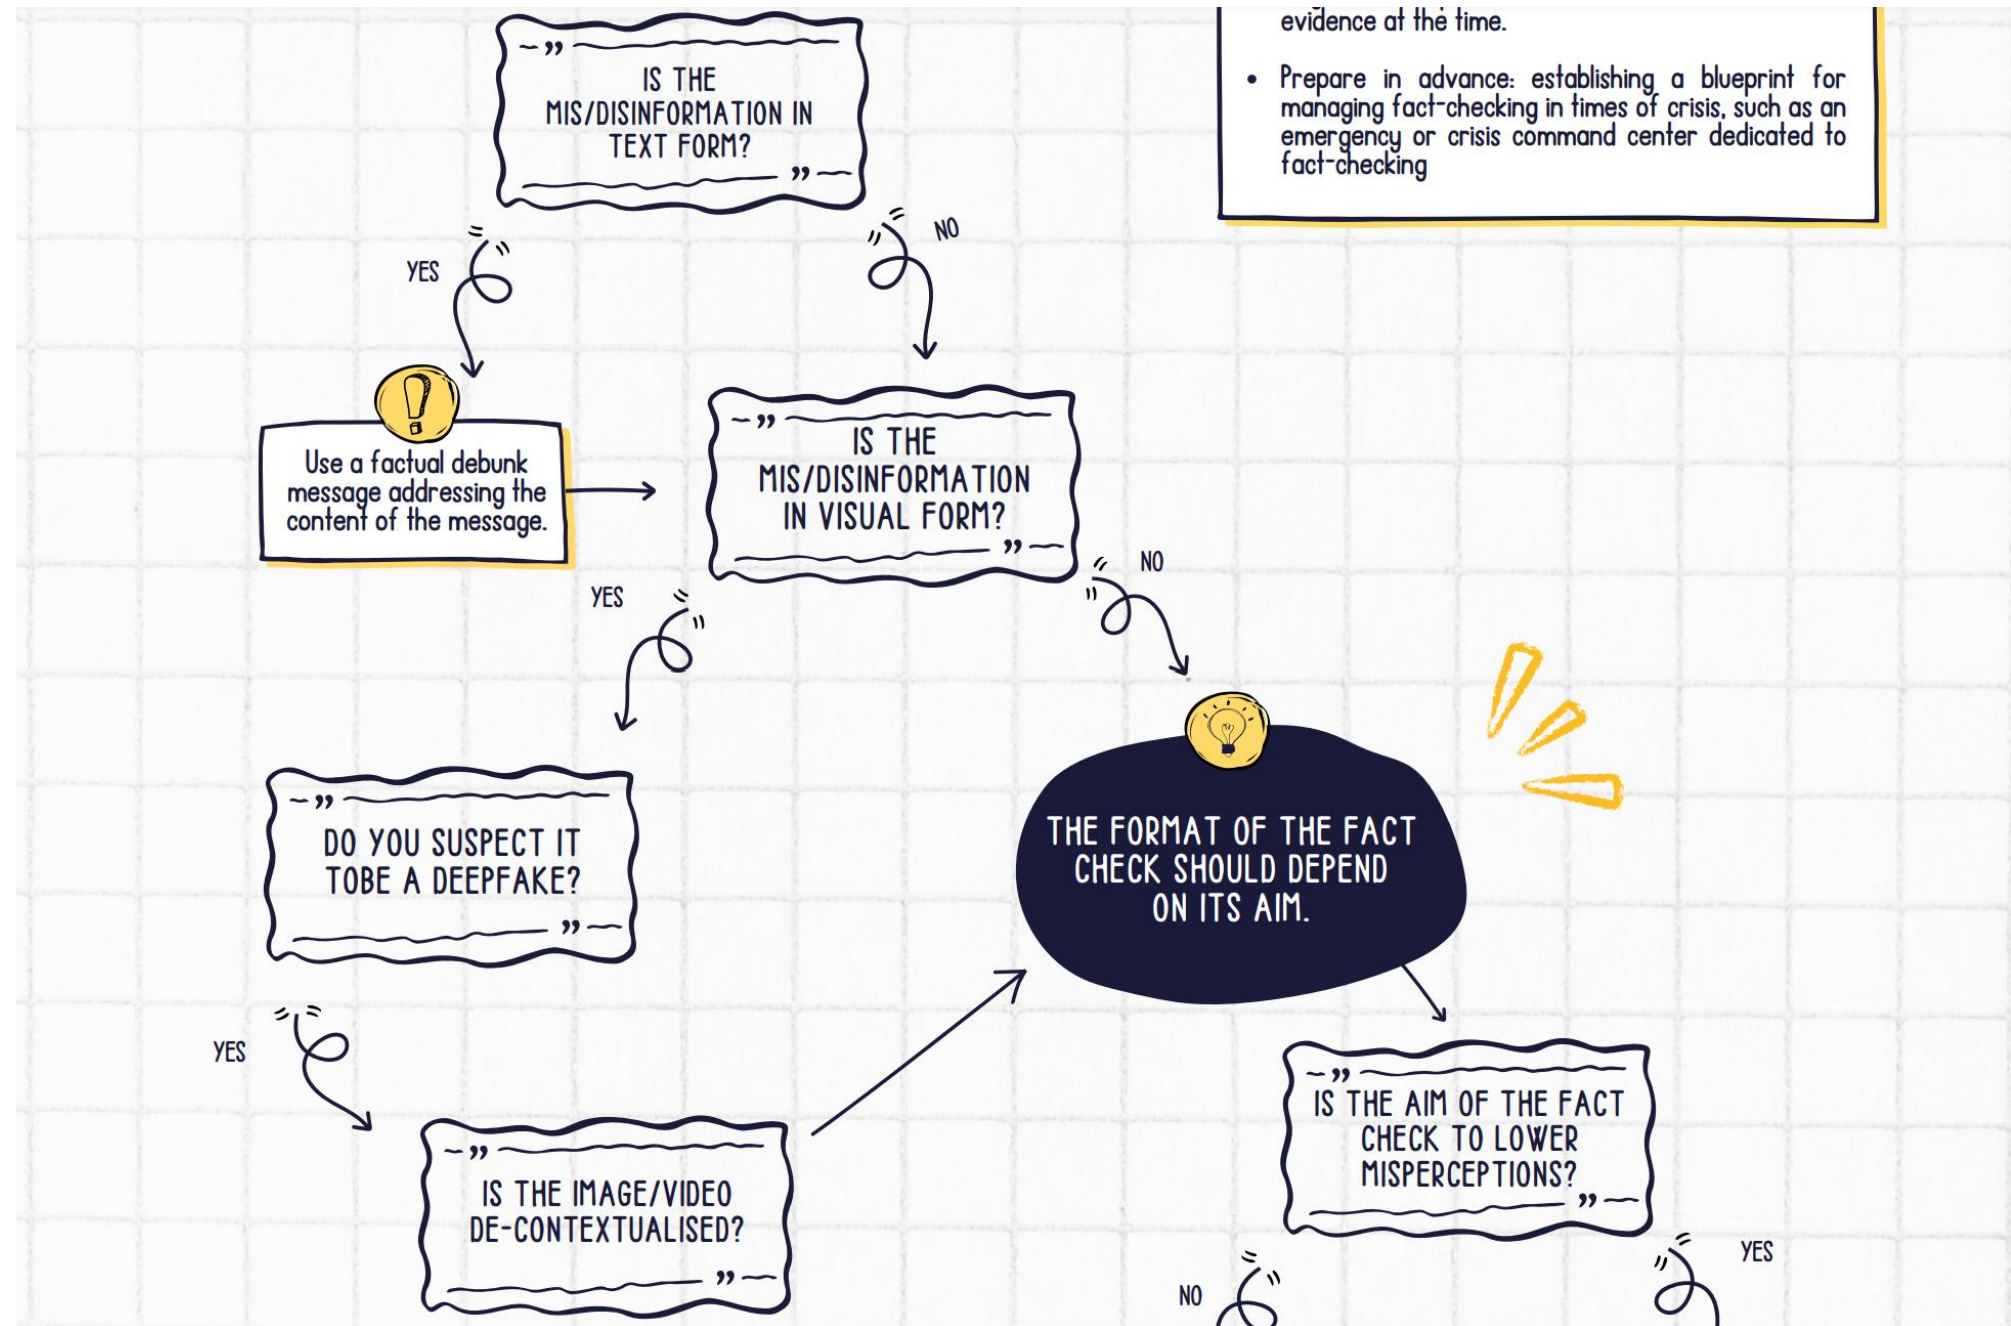 evidence at the time.
• Prepare in advance: establishing a blueprint for
managing fact-checking in times of crisis, such as an
emergency or crisis command center dedicated to
fact-checking
IS THE
MIS/DISINFORMATION IN
TEXT FORM?
YES
NO
Use a factual debunk
message addressing the
content of the message.
IS THE
MIS/DISINFORMATION
IN VISUAL FORM?
YES
NO
DO YOU SUSPECT IT
TOBE A DEEPFAKE?
THE FORMAT OF THE FACT
CHECK SHOULD DEPEND
ON ITS AIM.
YES
IS THE IMAGE/VIDEO
DE-CONTEXTUALISED?
IS THE AIM OF THE FACT
CHECK TO LOWER
MISPERCEPTIONS?
NO
YES